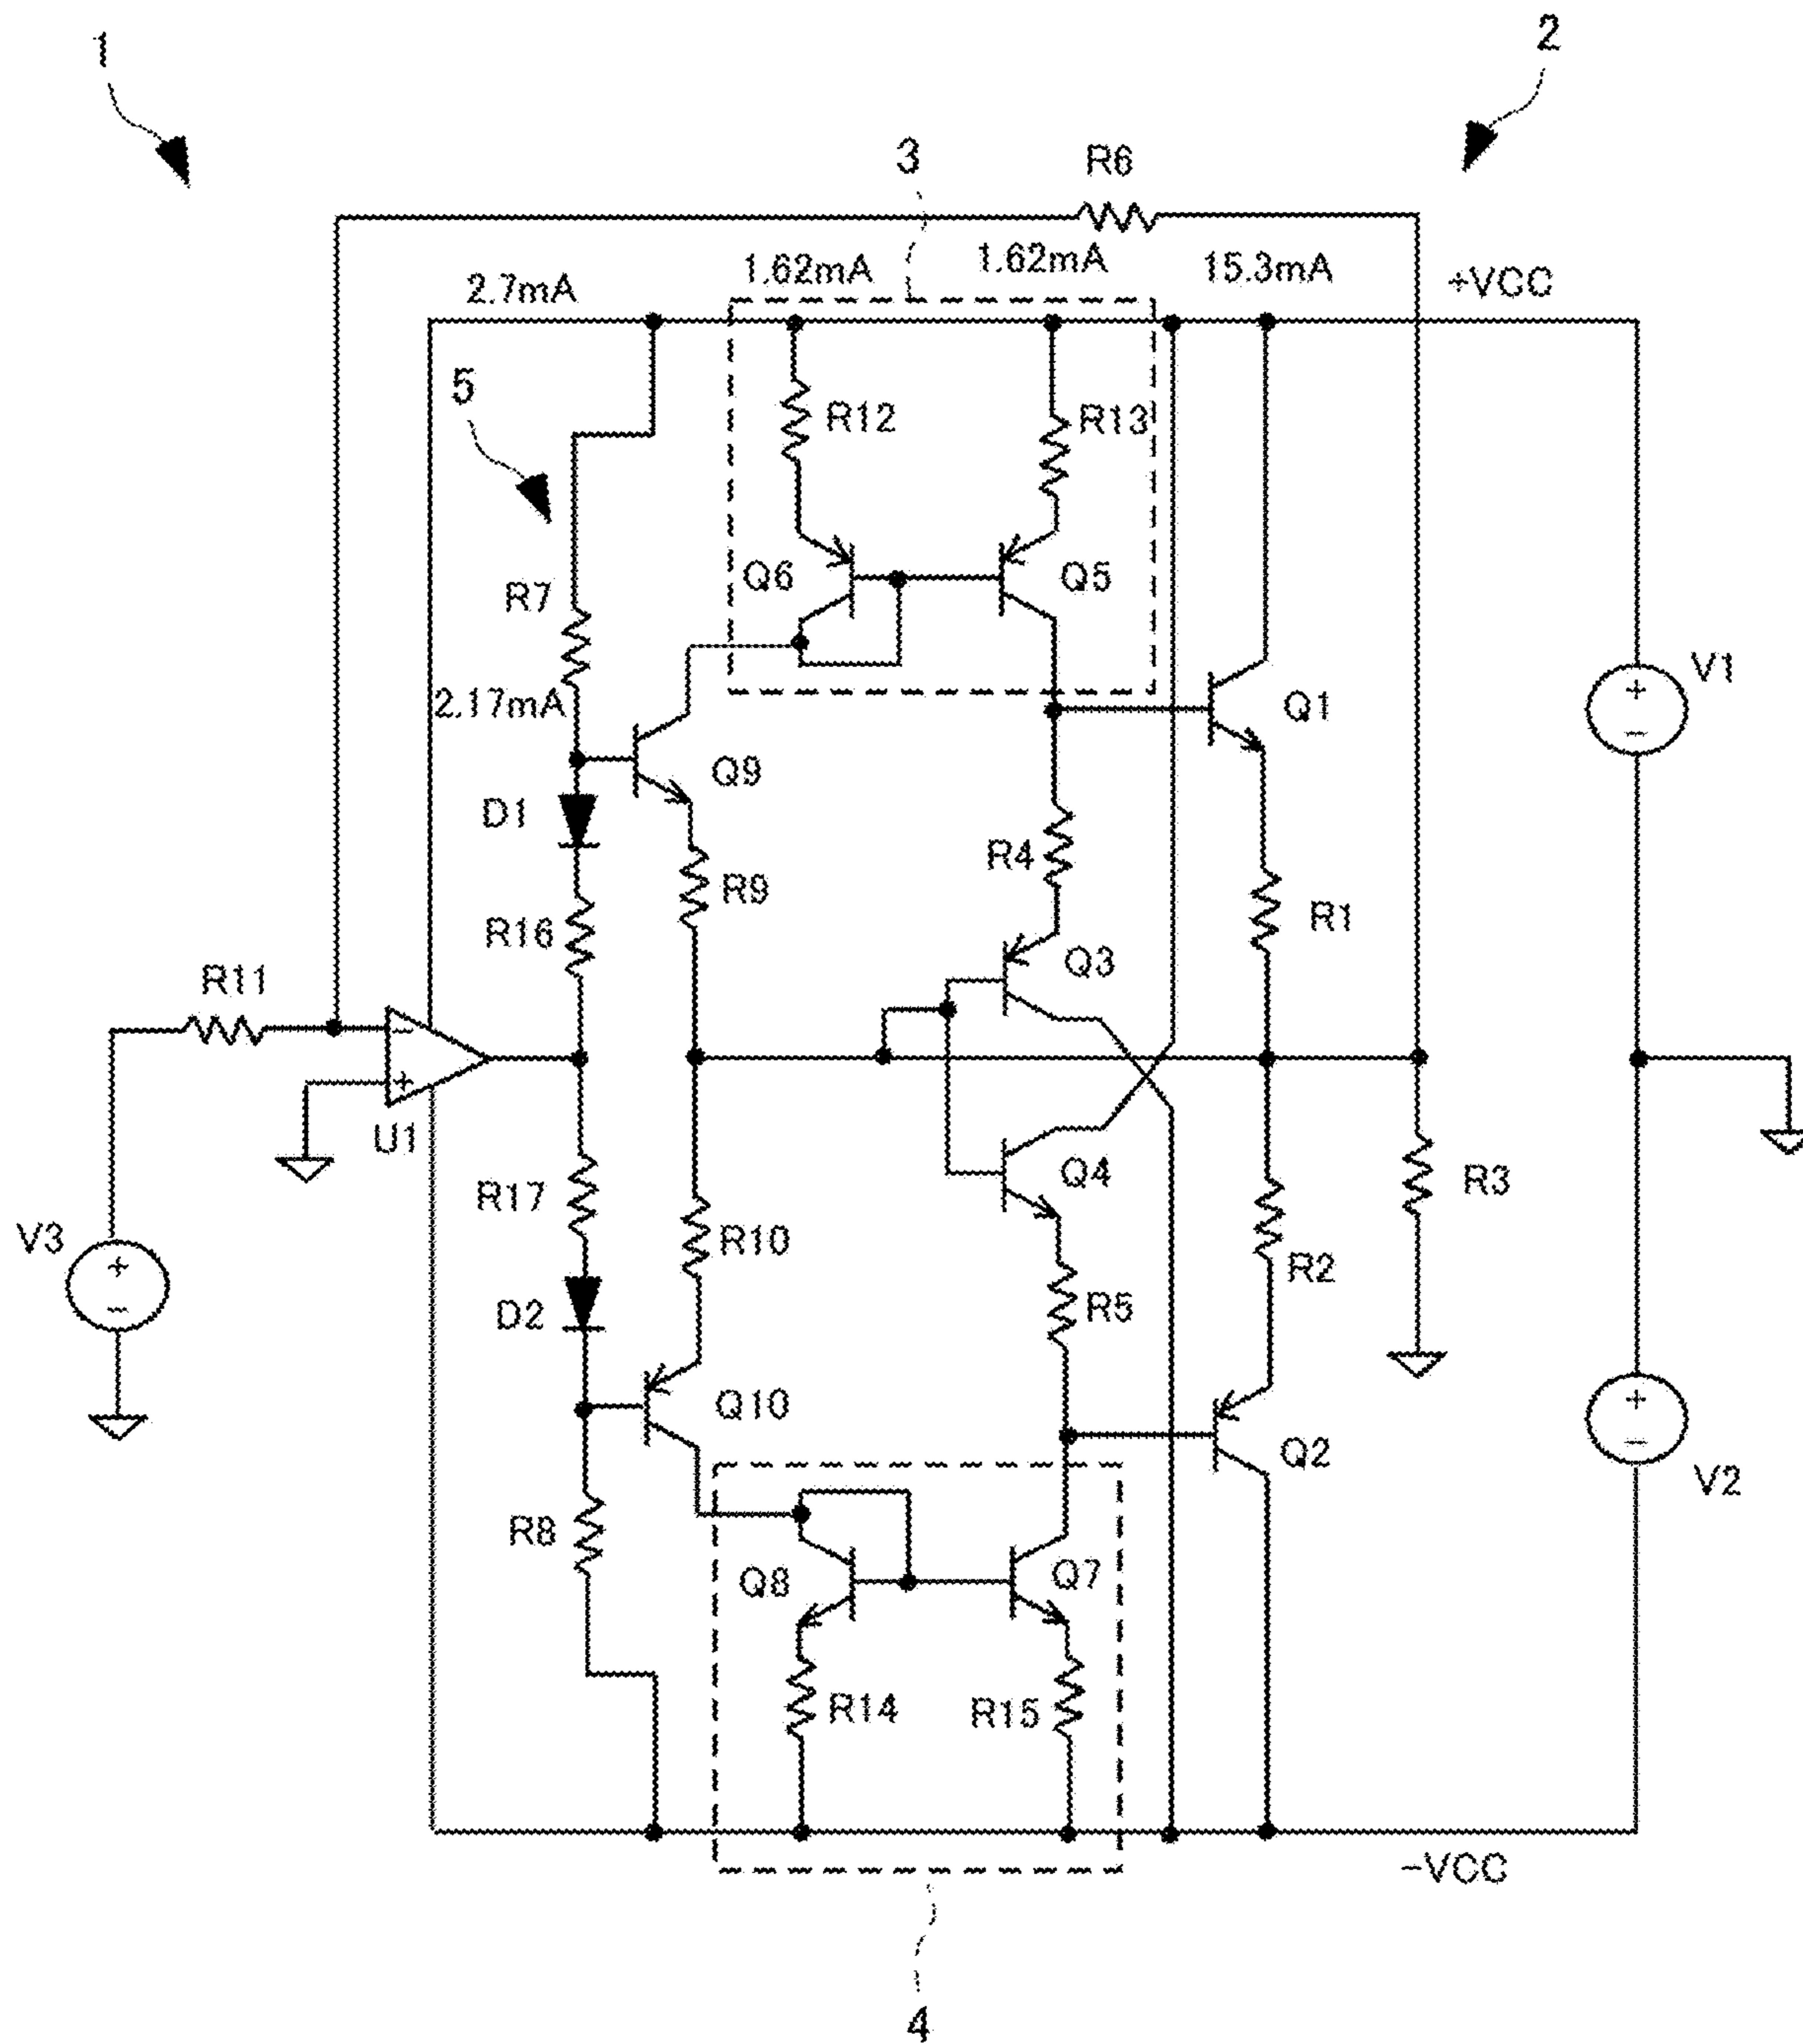 1
2
3
R6
2.7mA
1.62mA
1.62mA
15.3mA
+VCC
5
R12
R13
R7
Q6
Q5
2.17mA
V1
+
−
Q1
Q9
D1
R4
R9
R16
R1
Q3
R11
−
+
U1
Q4
R17
R3
V3
+
−
R10
R2
D2
R5
Q10
Q2
V2
+
−
R8
Q8
Q7
R14
R15
−VCC
4